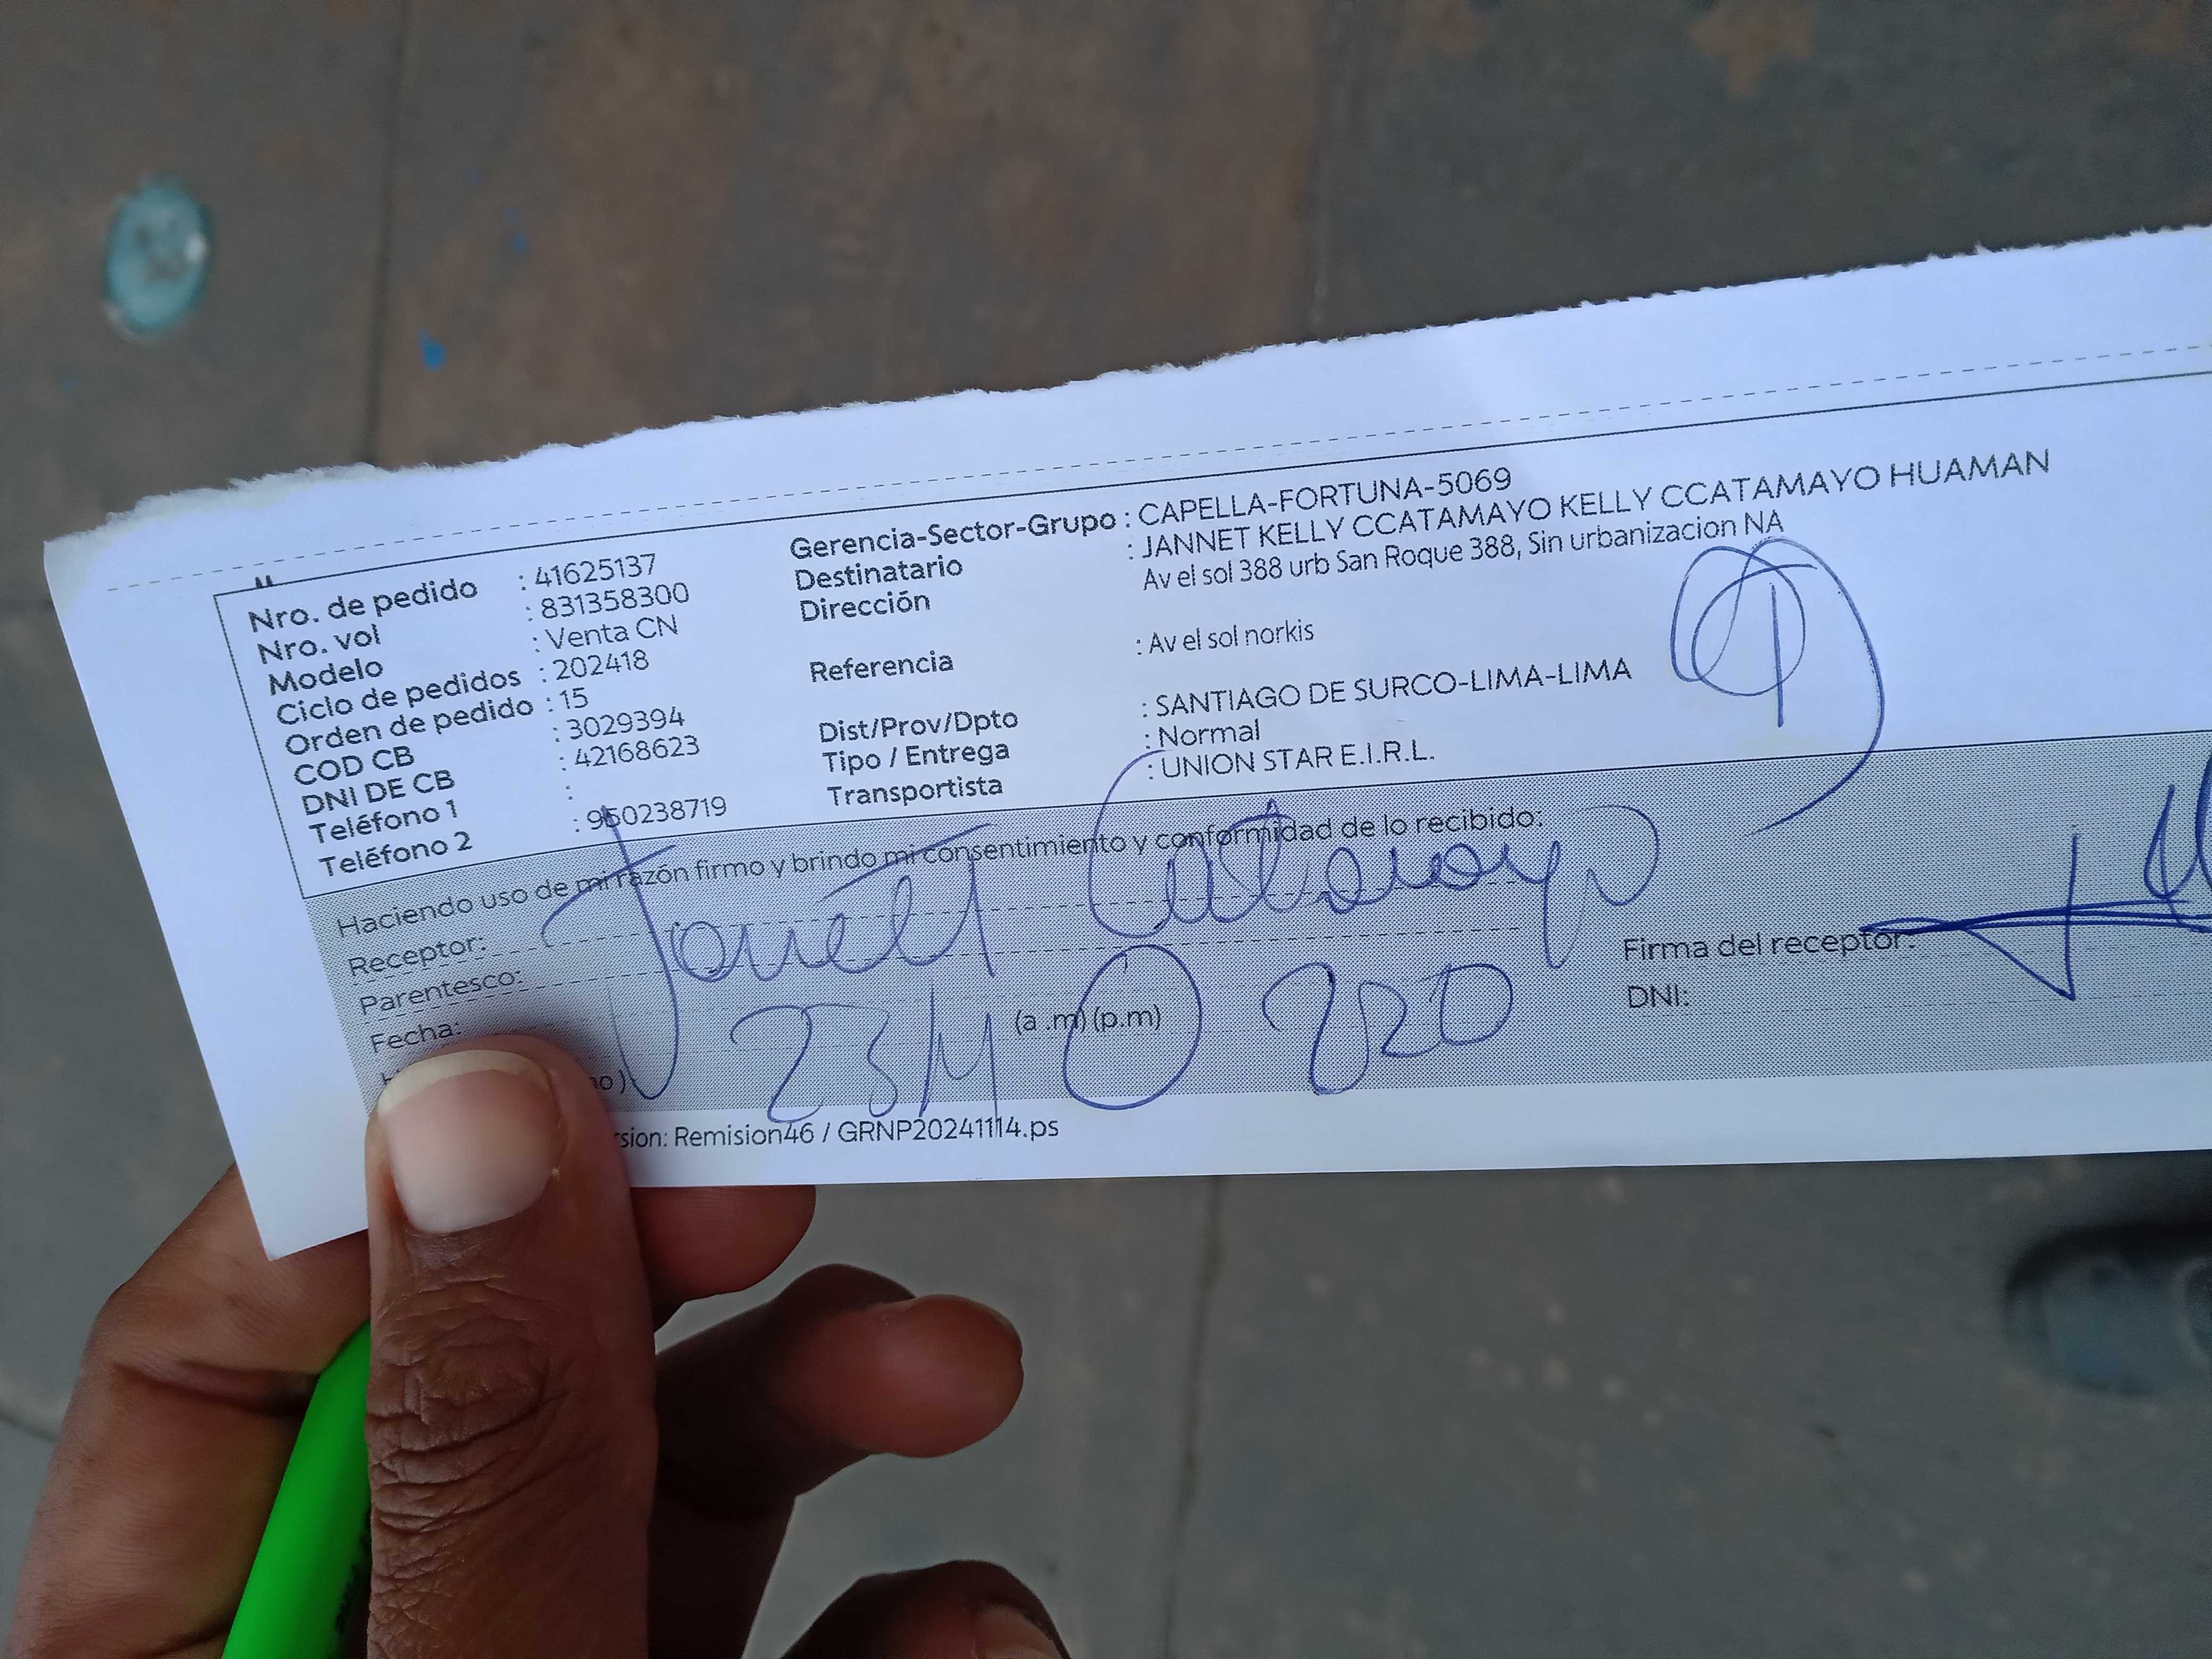 Nro. de pedido : 41625137
Nro. vol : 831358300
Modelo : Venta CN
Ciclo de pedidos : 202418
Orden de pedido : 15
COD CB : 3029394
DNI DE CB : 42168623
Teléfono 1 :
Teléfono 2 : 950238719
Gerencia-Sector-Grupo : CAPELLA-FORTUNA-5069
Destinatario : JANNET KELLY CCATAMAYO KELLY CCATAMAYO HUAMAN
Dirección Av el sol 388 urb San Roque 388, Sin urbanizacion NA
Referencia : Av el sol norkis
Dist/Prov/Dpto : SANTIAGO DE SURCO-LIMA-LIMA
Tipo / Entrega : Normal
Transportista : UNION STAR E.I.R.L.
Haciendo uso de mi razón firmo y brindo mi consentimiento y conformidad de lo recibido:
Receptor:
Parentesco:
Fecha:
(a .m) (p.m)
Firma del receptor:
DNI:
Remision46 / GRNP20241114.ps